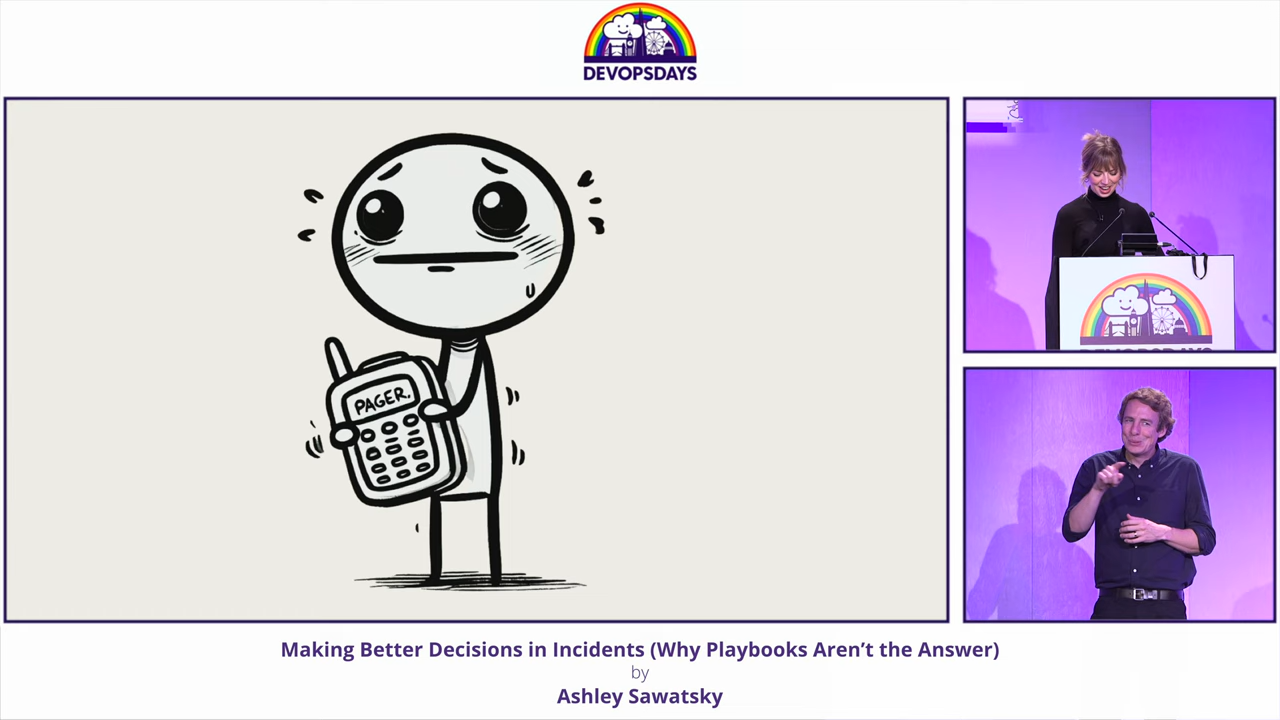 DEVOPSDAYS
PAGER.
Making Better Decisions in Incidents (Why Playbooks Aren’t the Answer)
by
Ashley Sawatsky